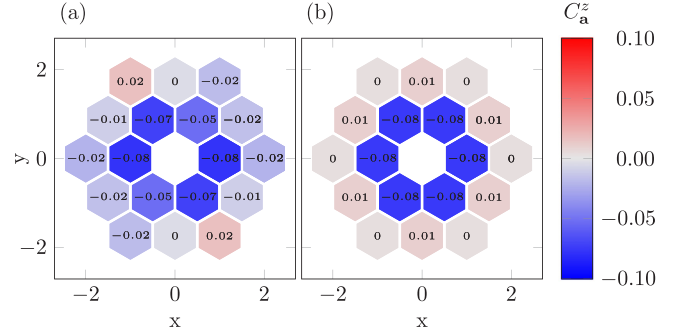 (a) (b) C_a^z
y 2 0 −2
0.02 0 −0.02
−0.01 −0.07 −0.05 −0.02
−0.02 −0.08 −0.08 −0.02
−0.02 −0.05 −0.07 −0.01
−0.02 0 0.02
−2 0 2
x
0 0.01 0
0.01 −0.08 −0.08 0.01
0 −0.08 −0.08 0
0.01 −0.08 −0.08 0.01
0 0.01 0
−2 0 2
x
0.10
0.05
0.00
−0.05
−0.10